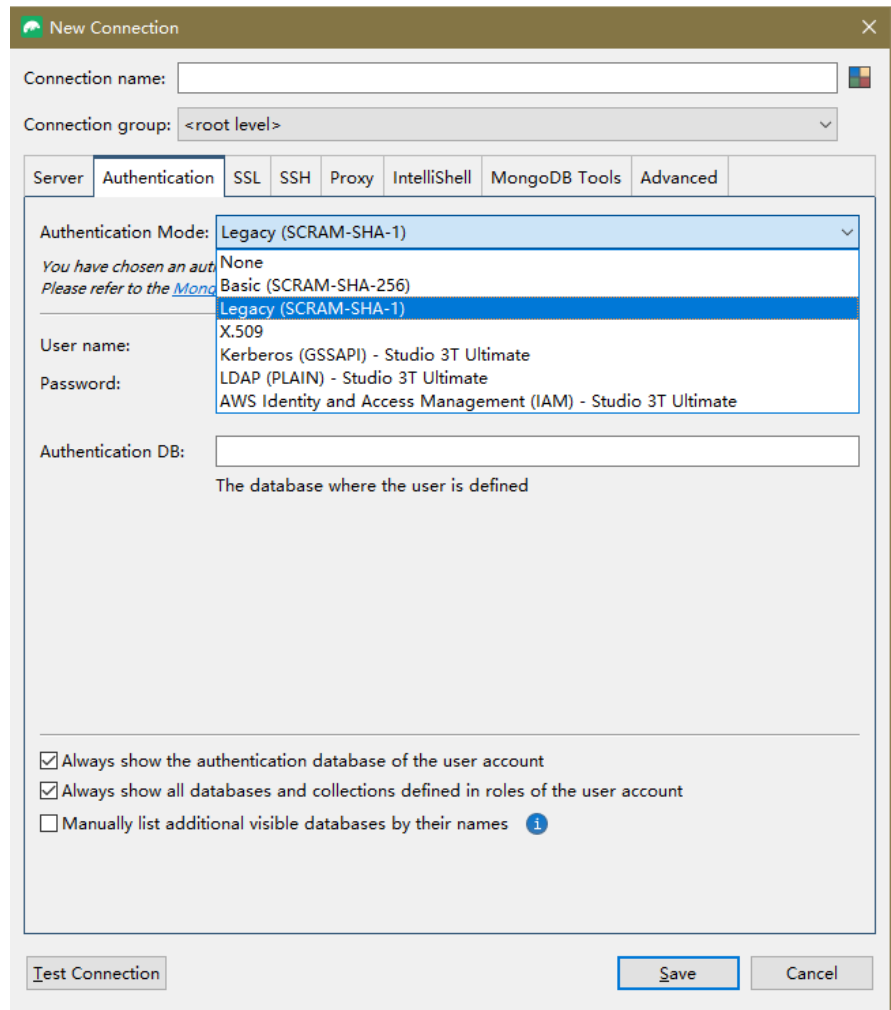 New Connection
Connection name:
Connection group: <root level>
Server Authentication SSL SSH Proxy IntelliShell MongoDB Tools Advanced
Authentication Mode: Legacy (SCRAM-SHA-1)
None
You have chosen an
Basic (SCRAM-SHA-256)
Please refer to the
Legacy (SCRAM-SHA-1)
X.509
User name:
Kerberos (GSSAPI) - Studio 3T Ultimate
Password:
LDAP (PLAIN) - Studio 3T Ultimate
AWS Identity and Access Management (IAM) - Studio 3T Ultimate
Authentication DB:
The database where the user is defined
Always show the authentication database of the user account
Always show all databases and collections defined in roles of the user account
Manually list additional visible databases by their names i
Test Connection Save Cancel